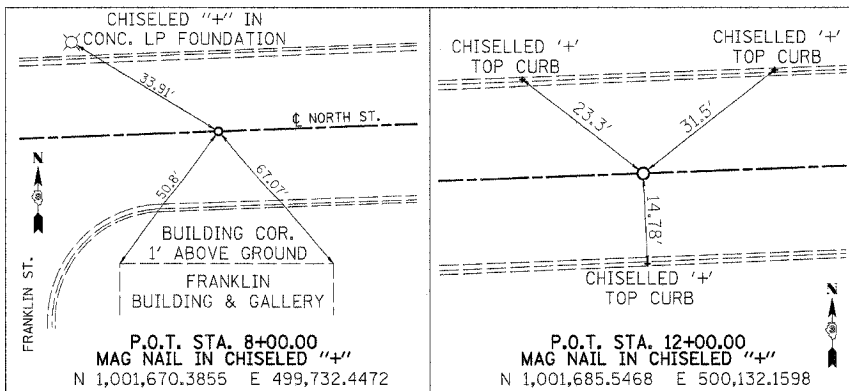 CHISELED "+" IN
CONC. LP FOUNDATION
33.91'
℄ NORTH ST.
N
50.8'
67.07'
BUILDING COR.
1' ABOVE GROUND
FRANKLIN
BUILDING & GALLERY
FRANKLIN ST.
P.O.T. STA. 8+00.00
MAG NAIL IN CHISELED "+"
N 1,001,670.3855 E 499,732.4472
CHISELLED '+'
TOP CURB
CHISELLED '+'
TOP CURB
23.3'
31.5'
14.78'
CHISELLED '+'
TOP CURB
N
P.O.T. STA. 12+00.00
MAG NAIL IN CHISELED "+"
N 1,001,685.5468 E 500,132.1598